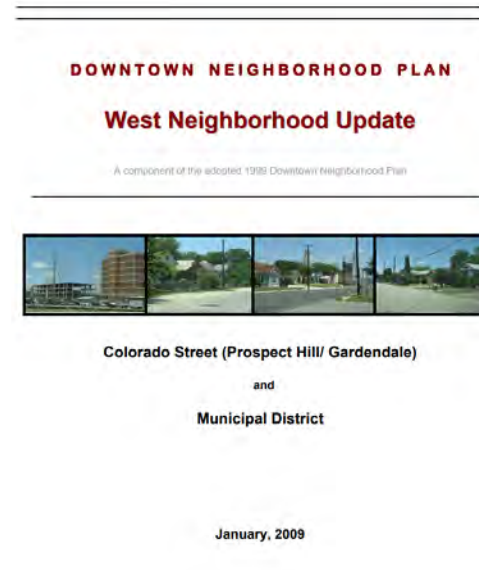 DOWNTOWN NEIGHBORHOOD PLAN
West Neighborhood Update
A component of the adopted 1999 Downtown Neighborhood Plan
Colorado Street (Prospect Hill/ Gardendale)
and
Municipal District
January, 2009